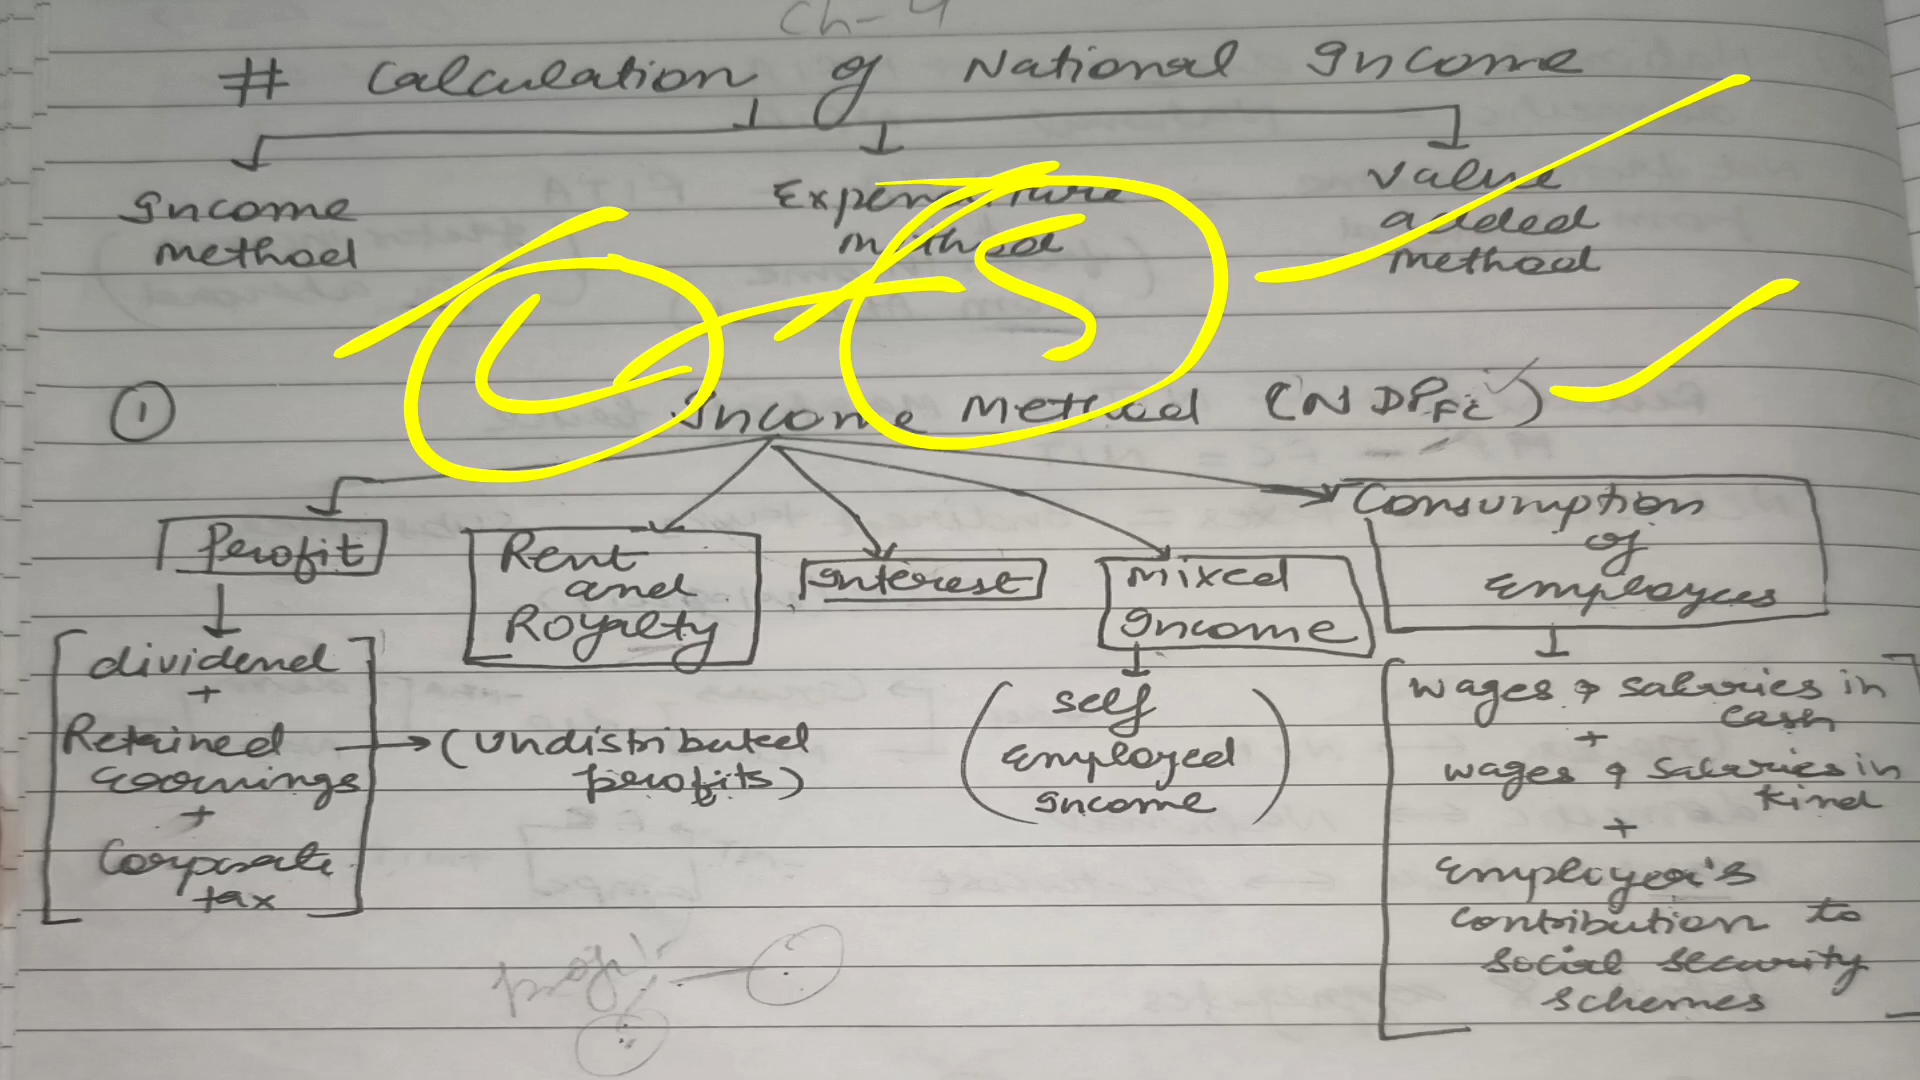 Ch-4
# Calculation of National Income
Income
method
Expenditure
method
Value
added
method
L S
① Income Method (NDPFC)
Profit
Rent
and
Royalty
Interest
Mixed
Income
Consumption
of
Employees
dividend
+
Retained
earnings
+
Corporate
tax
→ (undistributed
profits)
(self
employed
income)
wages & salaries in
cash
+
wages & salaries in
kind
+
Employer's
contribution to
social security
schemes